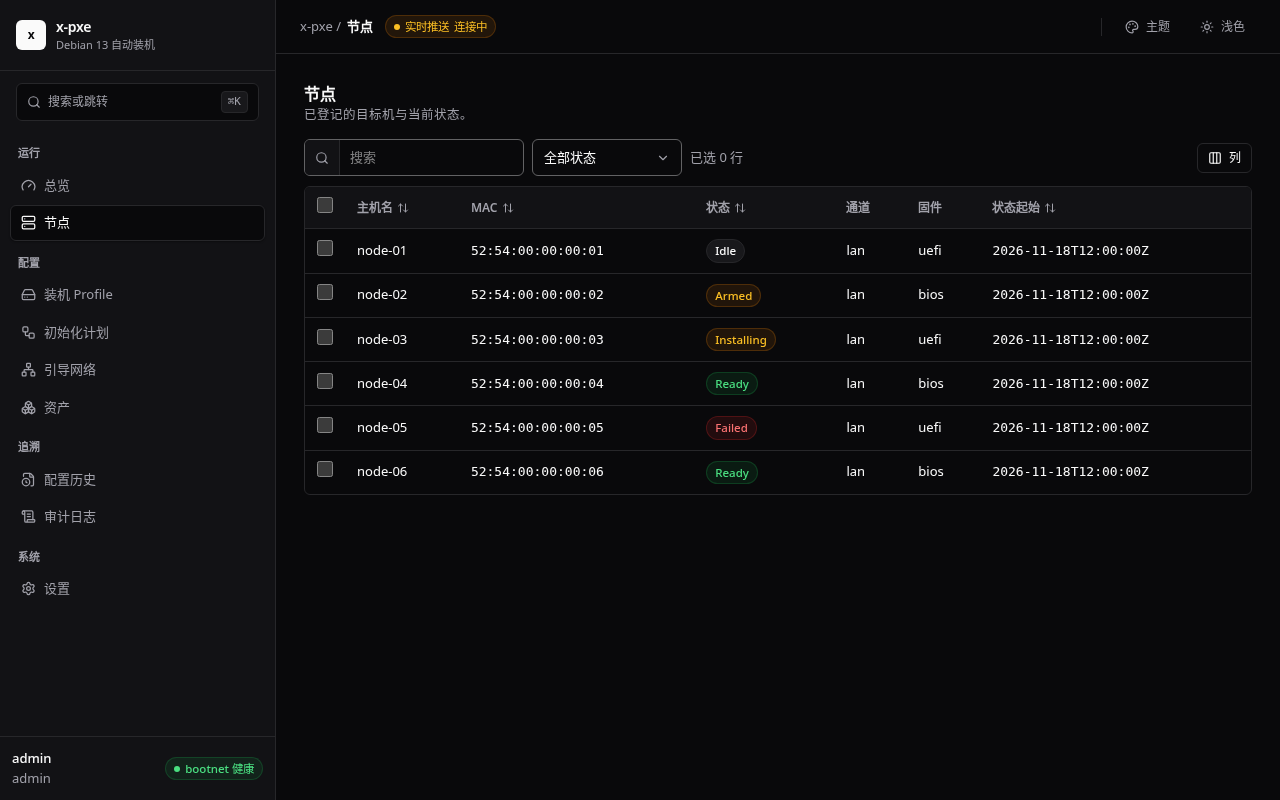 x
x-pxe
Debian 13 自动装机
搜索或跳转 ⌘K
运行
总览
节点
配置
装机 Profile
初始化计划
引导网络
资产
追溯
配置历史
审计日志
系统
设置
admin
admin
bootnet 健康
x-pxe / 节点 实时推送 连接中 主题 浅色
节点
已登记的目标机与当前状态。
搜索 全部状态 已选 0 行 列
主机名 MAC 状态 通道 固件 状态起始
node-01 52:54:00:00:00:01 Idle lan uefi 2026-11-18T12:00:00Z
node-02 52:54:00:00:00:02 Armed lan bios 2026-11-18T12:00:00Z
node-03 52:54:00:00:00:03 Installing lan uefi 2026-11-18T12:00:00Z
node-04 52:54:00:00:00:04 Ready lan bios 2026-11-18T12:00:00Z
node-05 52:54:00:00:00:05 Failed lan uefi 2026-11-18T12:00:00Z
node-06 52:54:00:00:00:06 Ready lan bios 2026-11-18T12:00:00Z